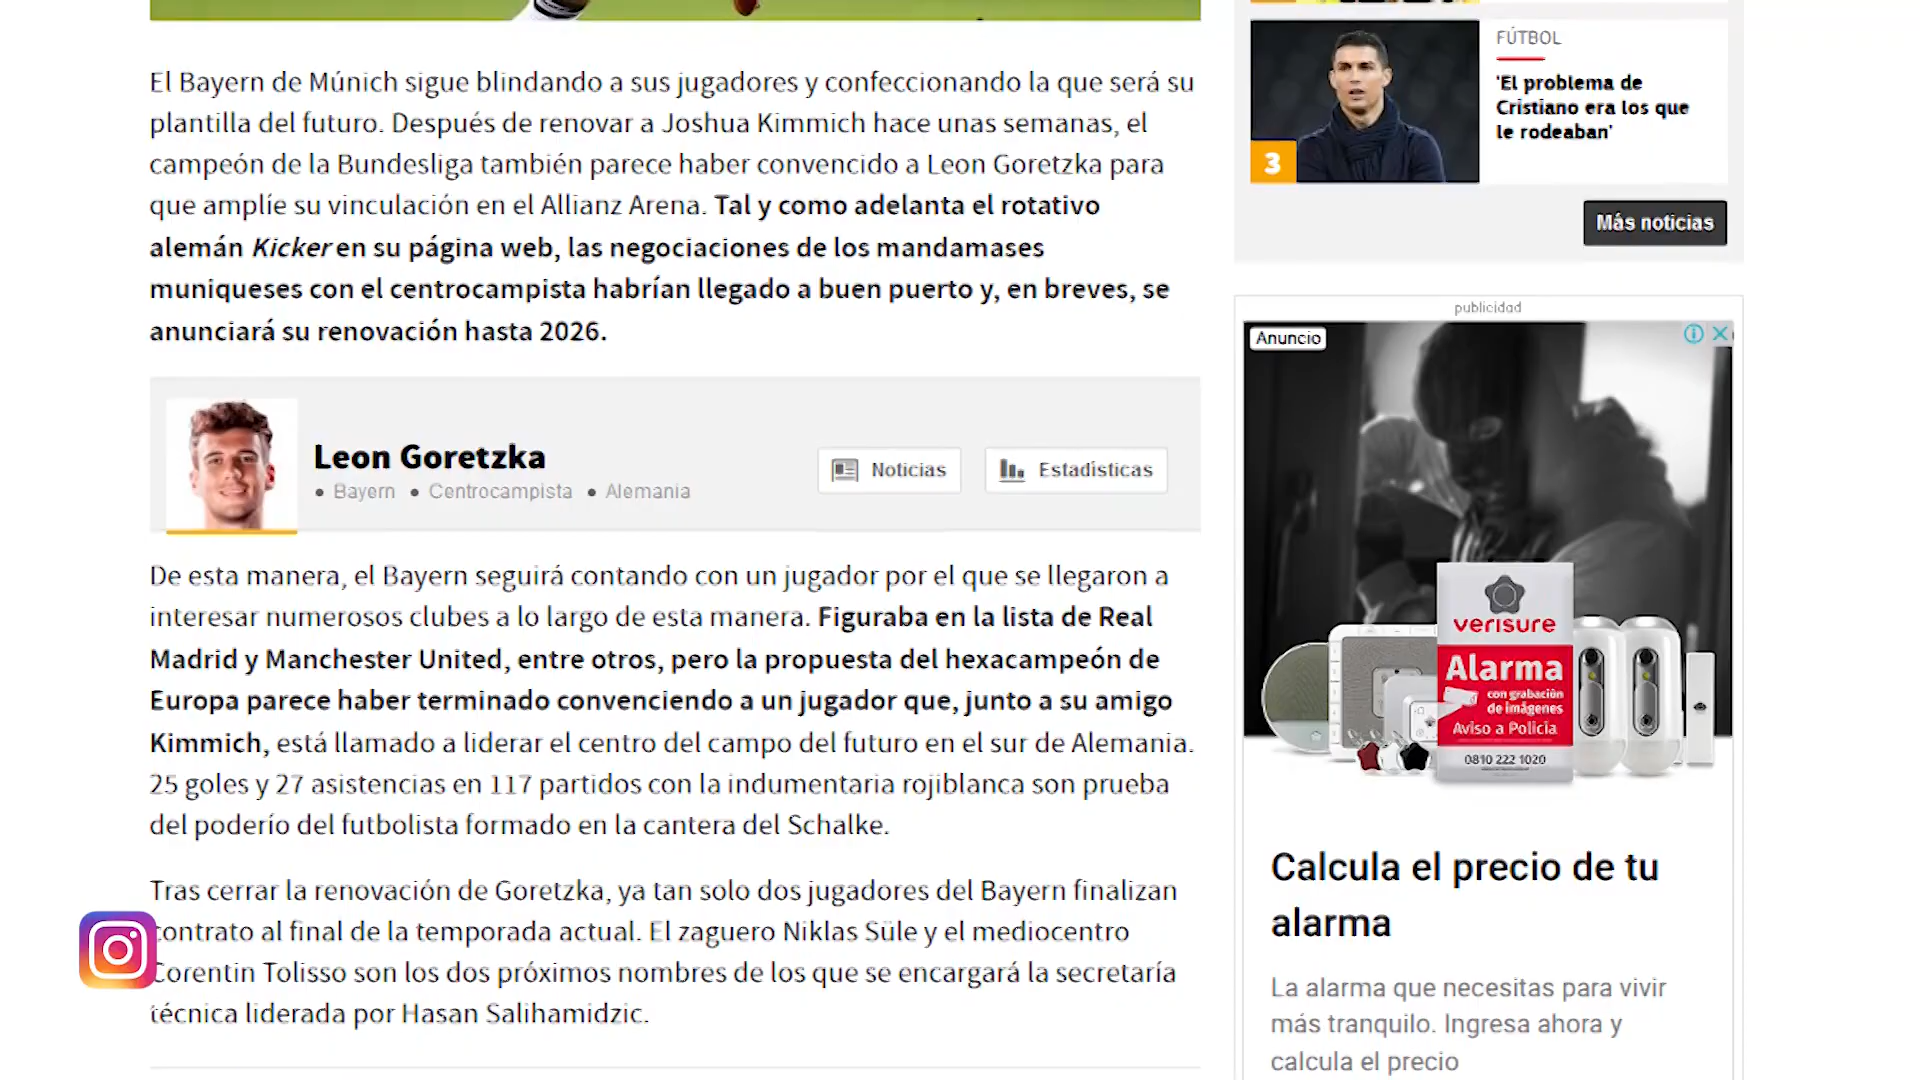 El Bayern de Múnich sigue blindando a sus jugadores y confeccionando la que será su
plantilla del futuro. Después de renovar a Joshua Kimmich hace unas semanas, el
campeón de la Bundesliga también parece haber convencido a Leon Goretzka para
que amplíe su vinculación en el Allianz Arena. Tal y como adelanta el rotativo
alemán Kicker en su página web, las negociaciones de los mandamases
muniqueses con el centrocampista habrían llegado a buen puerto y, en breves, se
anunciará su renovación hasta 2026.
Leon Goretzka
• Bayern • Centrocampista • Alemania
Noticias
Estadísticas
De esta manera, el Bayern seguirá contando con un jugador por el que se llegaron a
interesar numerosos clubes a lo largo de esta manera. Figuraba en la lista de Real
Madrid y Manchester United, entre otros, pero la propuesta del hexacampeón de
Europa parece haber terminado convenciendo a un jugador que, junto a su amigo
Kimmich, está llamado a liderar el centro del campo del futuro en el sur de Alemania.
25 goles y 27 asistencias en 117 partidos con la indumentaria rojiblanca son prueba
del poderío del futbolista formado en la cantera del Schalke.
Tras cerrar la renovación de Goretzka, ya tan solo dos jugadores del Bayern finalizan
contrato al final de la temporada actual. El zaguero Niklas Süle y el mediocentro
Corentin Tolisso son los dos próximos nombres de los que se encargará la secretaría
técnica liderada por Hasan Salihamidzic.
FÚTBOL
'El problema de
Cristiano era los que
le rodeaban'
3
Más noticias
publicidad
Anuncio
verisure
Alarma
con grabación
de imágenes
Aviso a Policía
0810 222 1020
Calcula el precio de tu
alarma
La alarma que necesitas para vivir
más tranquilo. Ingresa ahora y
calcula el precio